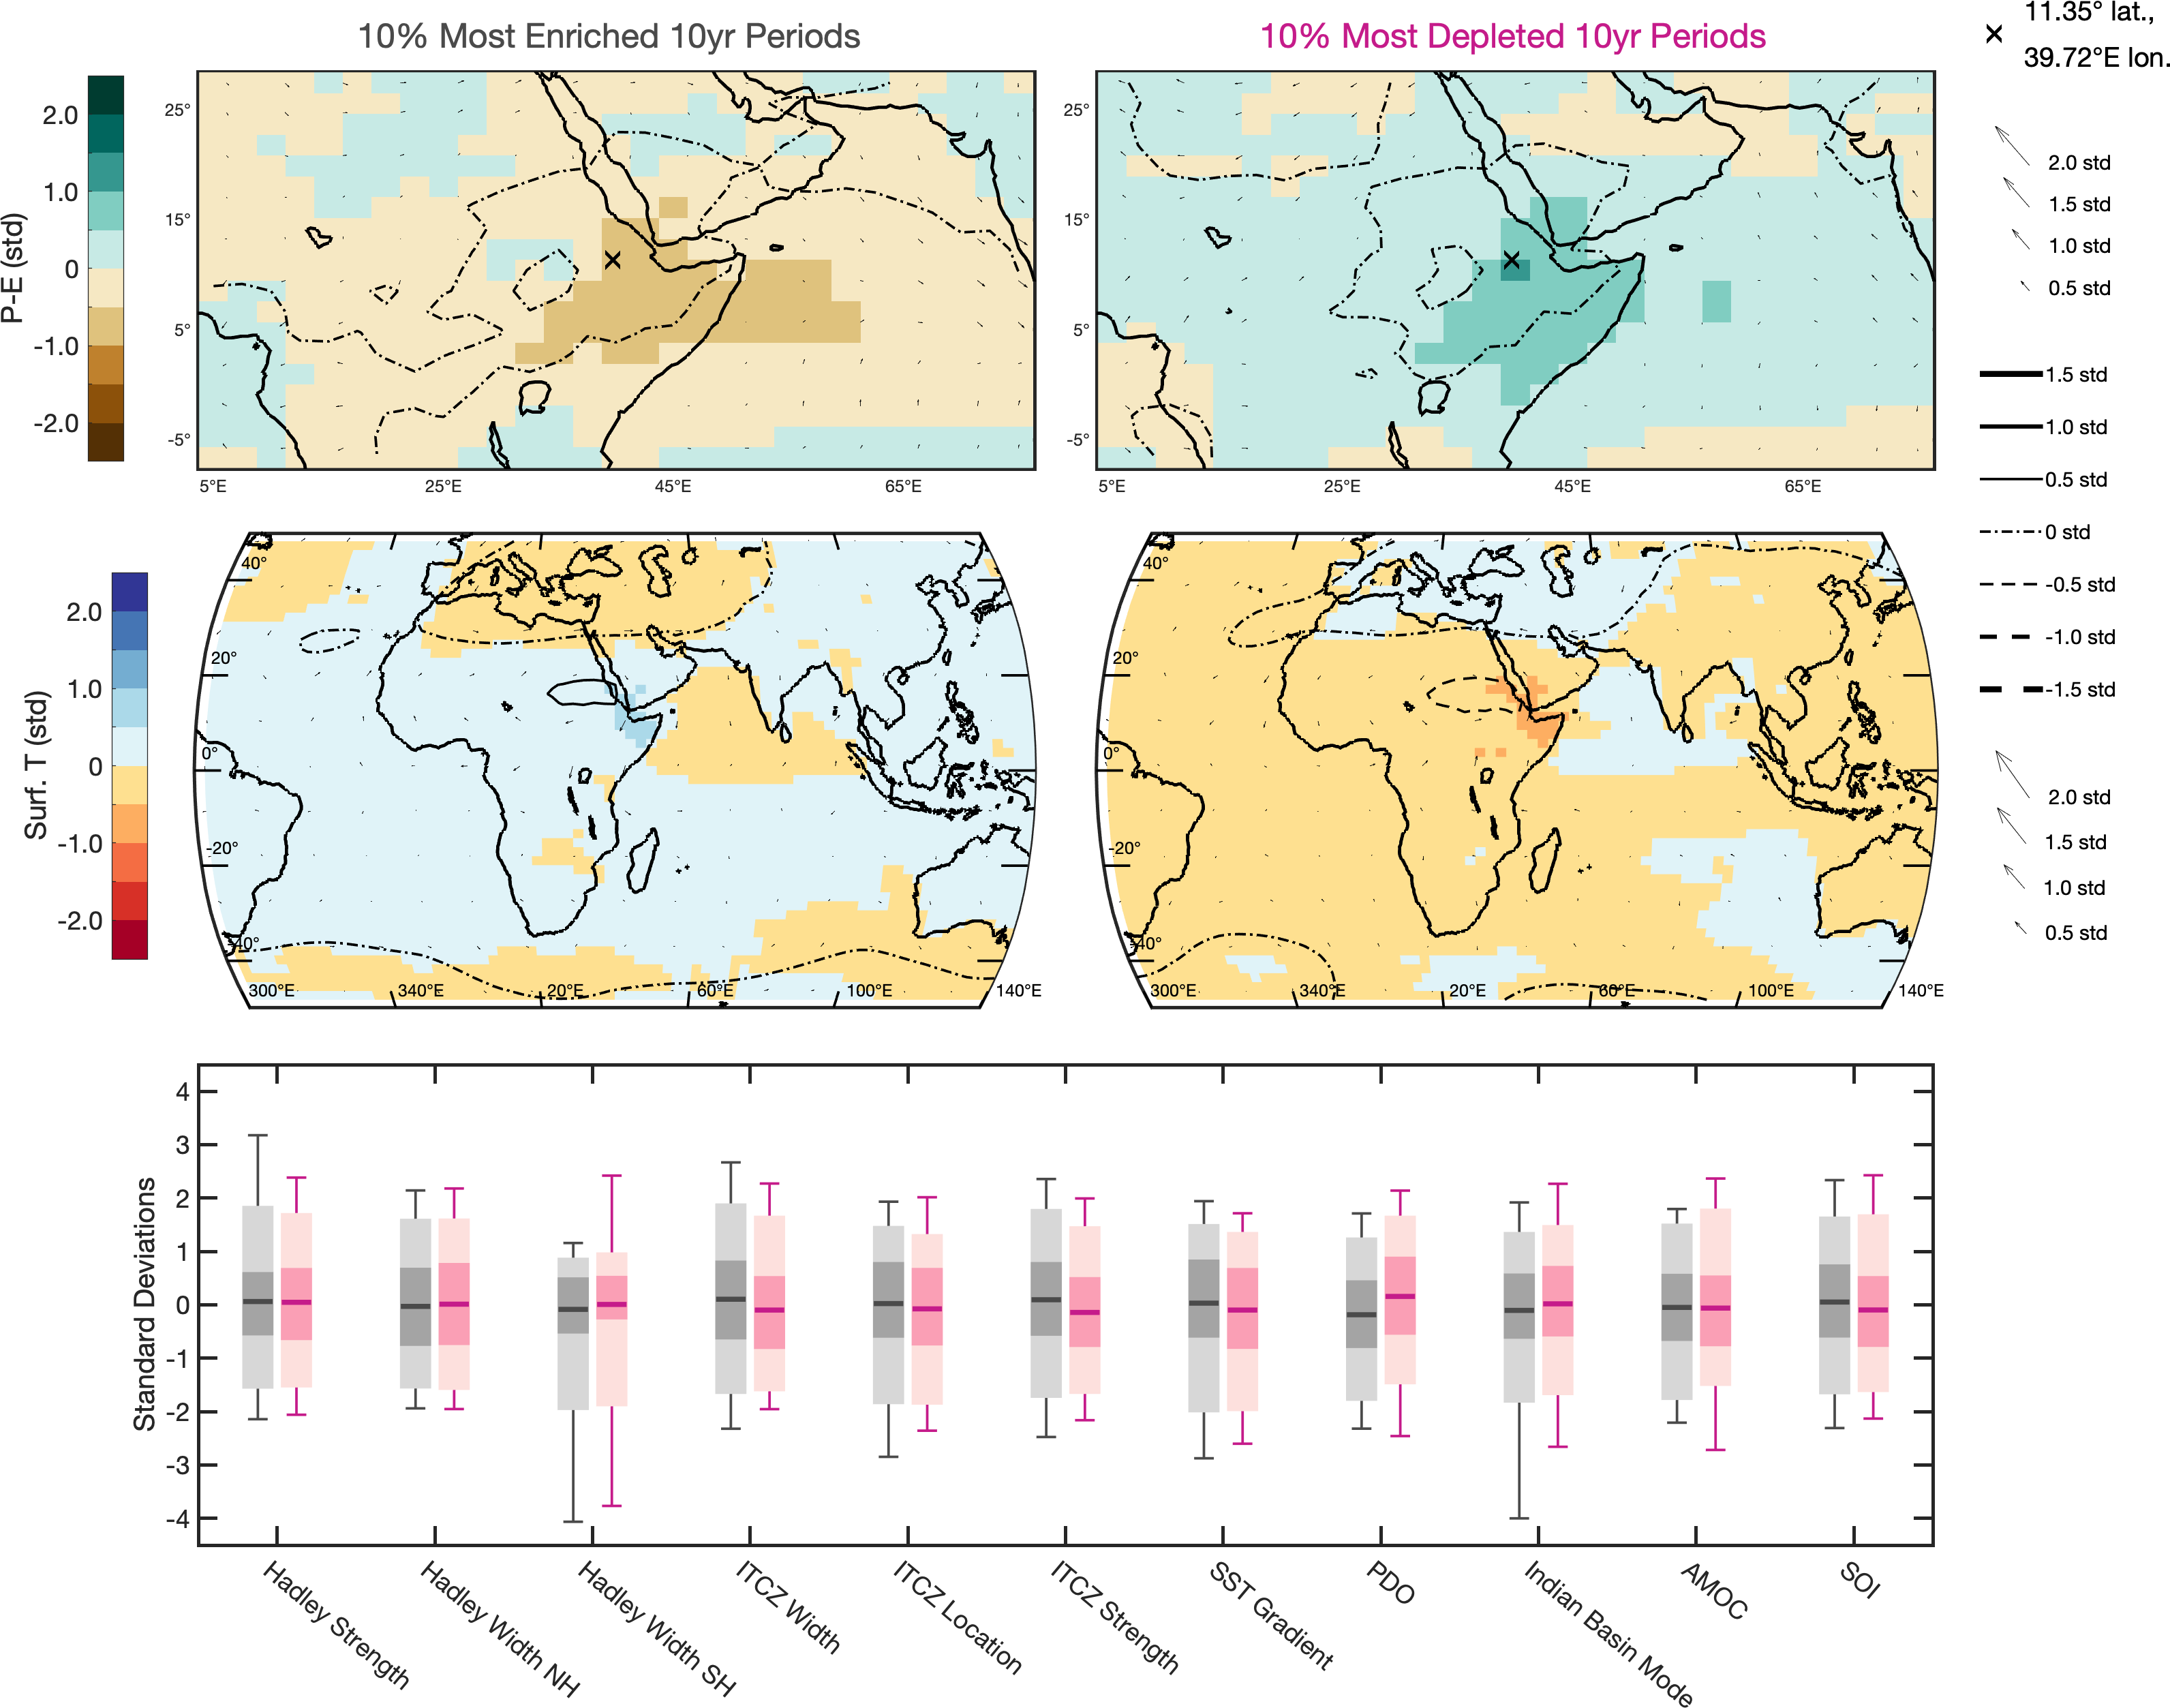 10% Most Enriched 10yr Periods
10% Most Depleted 10yr Periods
11.35° lat.,
39.72°E lon.
P-E (std)
2.0
1.0
0
-1.0
-2.0
25°
15°
5°
-5°
5°E
25°E
45°E
65°E
25°
15°
5°
-5°
5°E
25°E
45°E
65°E
2.0 std
1.5 std
1.0 std
0.5 std
1.5 std
1.0 std
0.5 std
0 std
-0.5 std
-1.0 std
-1.5 std
Surf. T (std)
2.0
1.0
0
-1.0
-2.0
40°
20°
0°
-20°
-40°
300°E
340°E
20°E
60°E
100°E
140°E
40°
20°
0°
-20°
-40°
300°E
340°E
20°E
60°E
100°E
140°E
2.0 std
1.5 std
1.0 std
0.5 std
Standard Deviations
4
3
2
1
0
-1
-2
-3
-4
Hadley Strength
Hadley Width NH
Hadley Width SH
ITCZ Width
ITCZ Location
ITCZ Strength
SST Gradient
PDO
Indian Basin Mode
AMOC
SOI